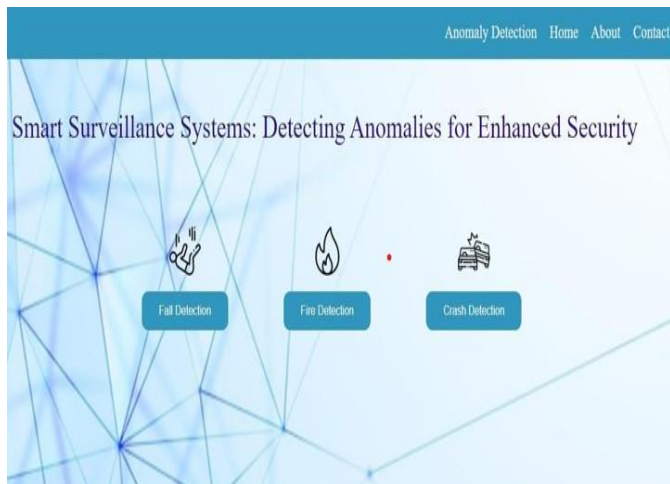 Anomaly Detection Home About Contact
Smart Surveillance Systems: Detecting Anomalies for Enhanced Security
Fall Detection Fire Detection Crash Detection